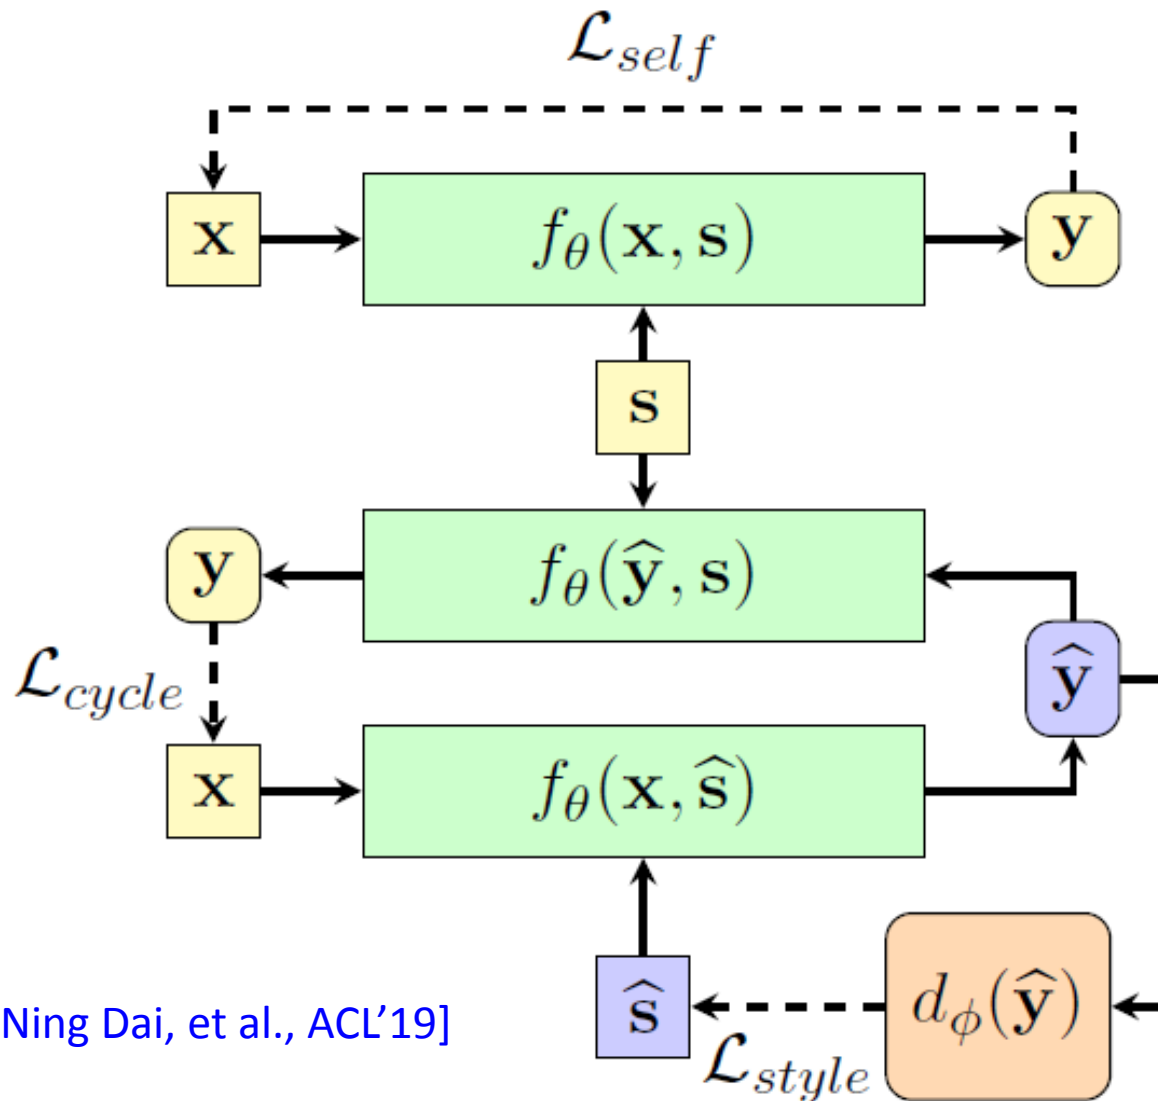 𝓛_self
x
f_θ(x, s)
y
s
y
f_θ(ŷ, s)
ŷ
𝓛_cycle
x
f_θ(x, ŝ)
ŝ
d_ϕ(ŷ)
Ning Dai, et al., ACL’19]
𝓛_style